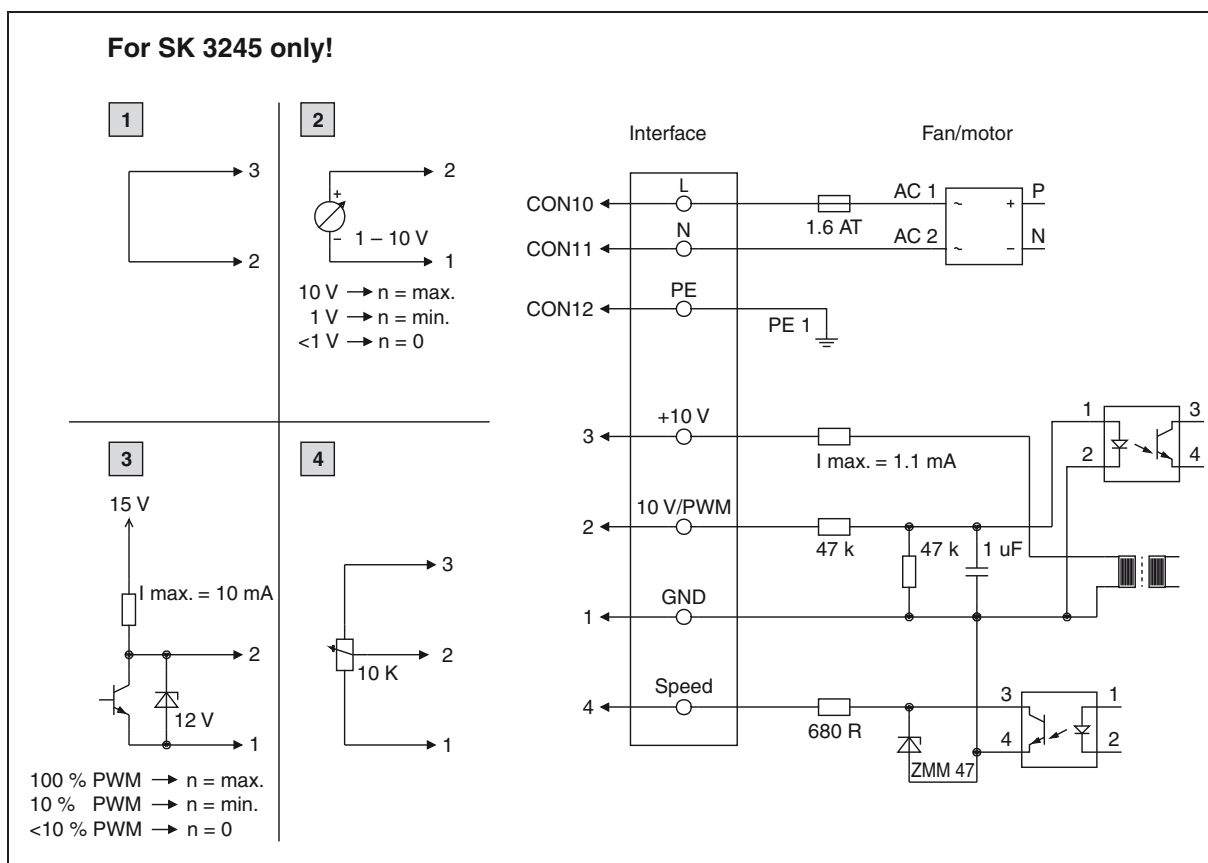 For SK 3245 only!
1
3
2
2
2
+
–
1 – 10 V
1
10 V → n = max.
1 V → n = min.
<1 V → n = 0
3
15 V
I max. = 10 mA
2
12 V
1
100 % PWM → n = max.
10 % PWM → n = min.
<10 % PWM → n = 0
4
3
2
10 K
1
Interface
Fan/motor
CON10
L
1.6 AT
AC 1
~
+
P
CON11
N
AC 2
~
–
N
CON12
PE
PE 1
3
+10 V
I max. = 1.1 mA
1
2
3
4
2
10 V/PWM
47 k
47 k
1 uF
1
GND
4
Speed
680 R
ZMM 47
3
4
1
2